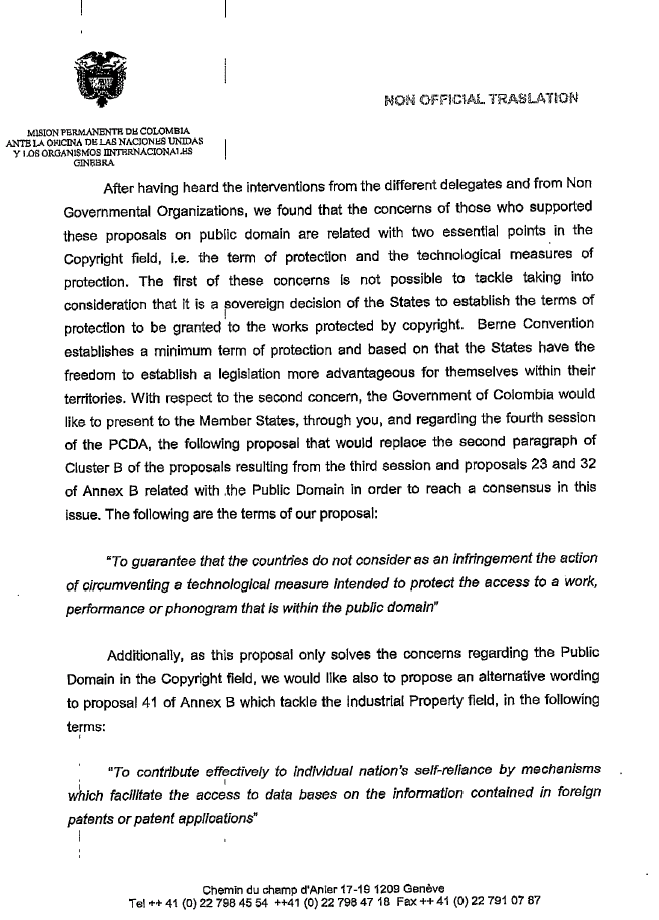 NON OFFICIAL TRASLATION
MISION PERMANENTE DE COLOMBIA
ANTE LA OFICINA DE LAS NACIONES UNIDAS
Y LOS ORGANISMOS IINTERNACIONALES
GINEBRA
After having heard the interventions from the different delegates and from Non
Governmental Organizations, we found that the concerns of those who supported
these proposals on public domain are related with two essential points in the
Copyright field, i.e. the term of protection and the technological measures of
protection. The first of these concerns is not possible to tackle taking into
consideration that it is a sovereign decision of the States to establish the terms of
protection to be granted to the works protected by copyright. Berne Convention
establishes a minimum term of protection and based on that the States have the
freedom to establish a legislation more advantageous for themselves within their
territories. With respect to the second concern, the Government of Colombia would
like to present to the Member States, through you, and regarding the fourth session
of the PCDA, the following proposal that would replace the second paragraph of
Cluster B of the proposals resulting from the third session and proposals 23 and 32
of Annex B related with the Public Domain in order to reach a consensus in this
issue. The following are the terms of our proposal:
"To guarantee that the countries do not consider as an infringement the action
of circumventing a technological measure intended to protect the access to a work,
performance or phonogram that is within the public domain"
Additionally, as this proposal only solves the concerns regarding the Public
Domain in the Copyright field, we would like also to propose an alternative wording
to proposal 41 of Annex B which tackle the Industrial Property field, in the following
terms:
"To contribute effectively to individual nation's self-reliance by mechanisms
which facilitate the access to data bases on the information contained in foreign
patents or patent applications"
Chemin du champ d'Anier 17-19 1209 Genève
Tel ++ 41 (0) 22 798 45 54 ++41 (0) 22 798 47 18 Fax ++ 41 (0) 22 791 07 87